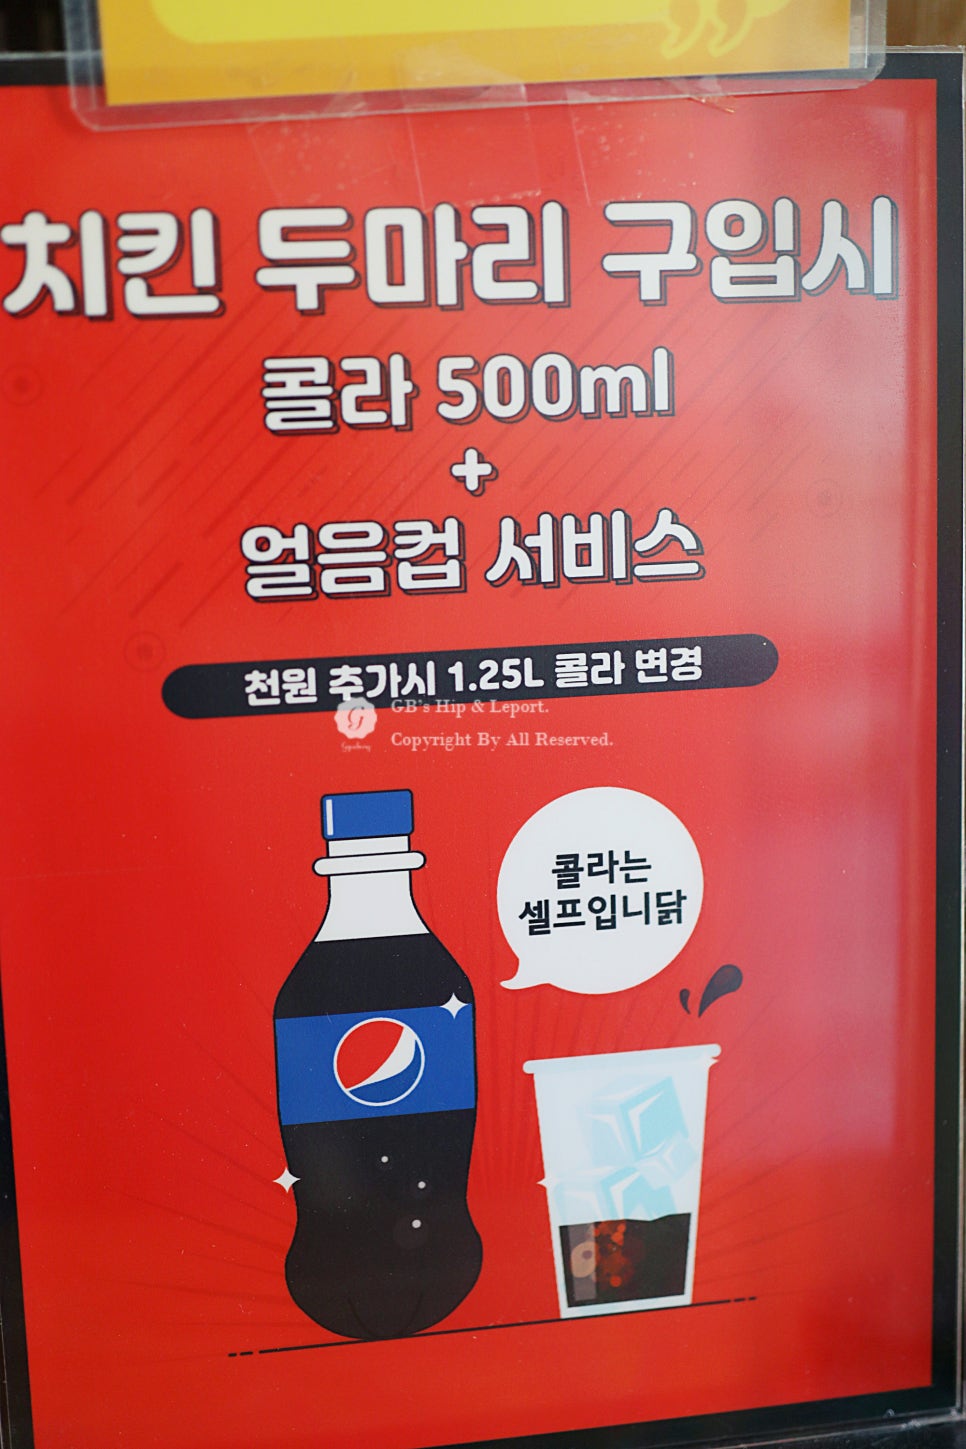 치킨 두마리 구입시
콜라 500ml
+
얼음컵 서비스
천원 추가시 1.25L 콜라 변경
GB's Hip & Leport.
Copyright By All Reserved.
콜라는
셀프입니닭